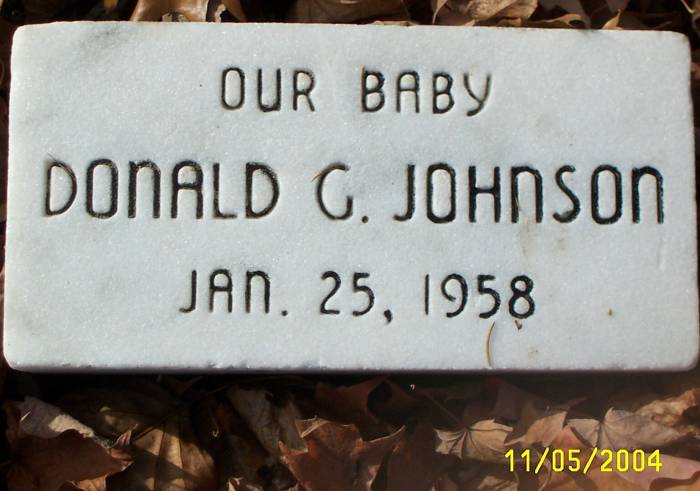 OUR BABY
DONALD G. JOHNSON
JAN. 25, 1958
11/05/2004